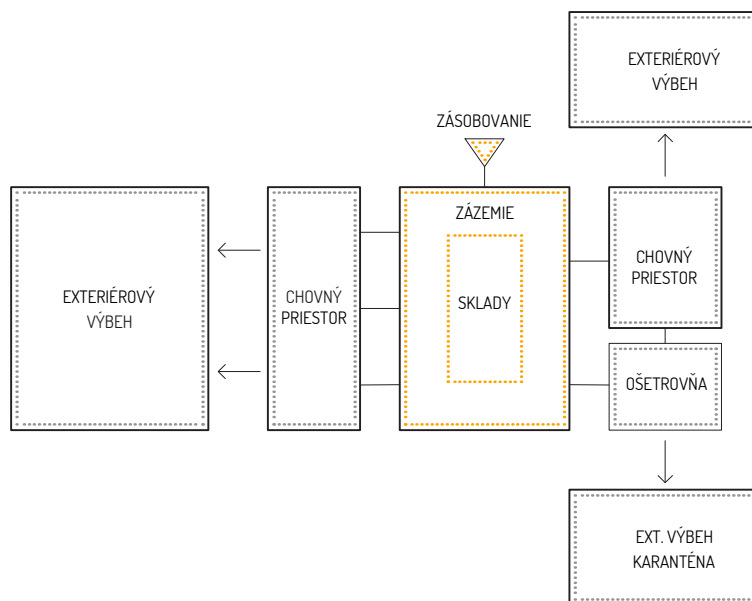 EXTERIÉROVÝ
VÝBEH
ZÁSOBOVANIE
ZÁZEMIE
SKLADY
EXTERIÉROVÝ
VÝBEH
CHOVNÝ
PRIESTOR
CHOVNÝ
PRIESTOR
OŠETROVŇA
EXT. VÝBEH
KARANTÉNA